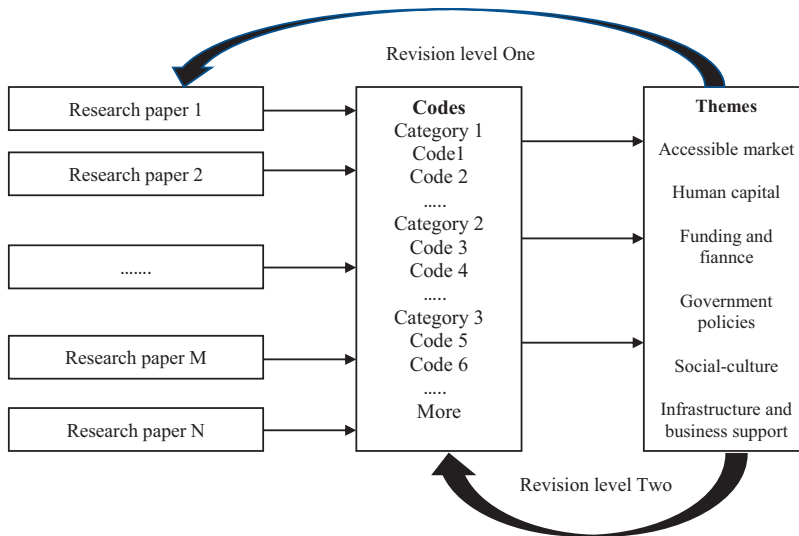 Revision level One
Research paper 1
Research paper 2
.......
Research paper M
Research paper N
Codes
Category 1
Code1
Code 2
.....
Category 2
Code 3
Code 4
.....
Category 3
Code 5
Code 6
.....
More
Themes
Accessible market
Human capital
Funding and
fiannce
Government
policies
Social-culture
Infrastructure and
business support
Revision level Two